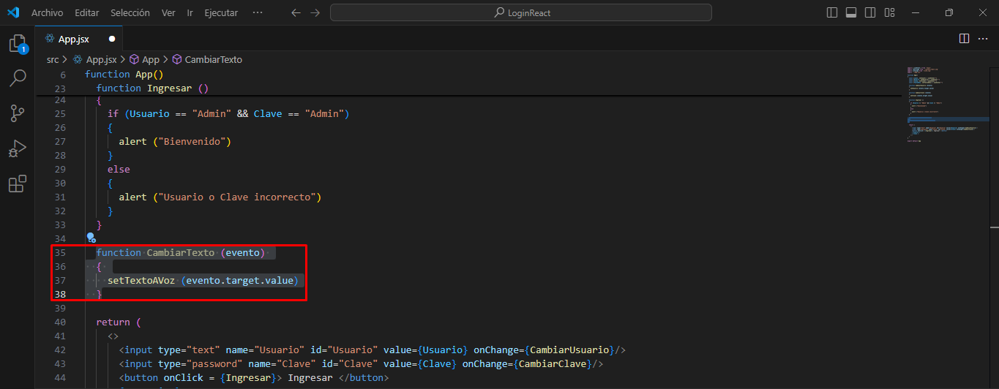 Archivo Editar Selección Ver Ir Ejecutar ··· LoginReact
App.jsx
1
src > App.jsx > App > CambiarTexto
6 function App()
23 function Ingresar ()
24 {
25 if (Usuario == "Admin" && Clave == "Admin")
26 {
27 alert ("Bienvenido")
28 }
29 else
30 {
31 alert ("Usuario o Clave incorrecto")
32 }
33 }
34
35 function CambiarTexto (evento)
36 {
37 setTextoAVoz (evento.target.value)
38 }
39
40 return (
41 <>
42 <input type="text" name="Usuario" id="Usuario" value={Usuario} onChange={CambiarUsuario}/>
43 <input type="password" name="Clave" id="Clave" value={Clave} onChange={CambiarClave}/>
44 <button onClick = {Ingresar}> Ingresar </button>